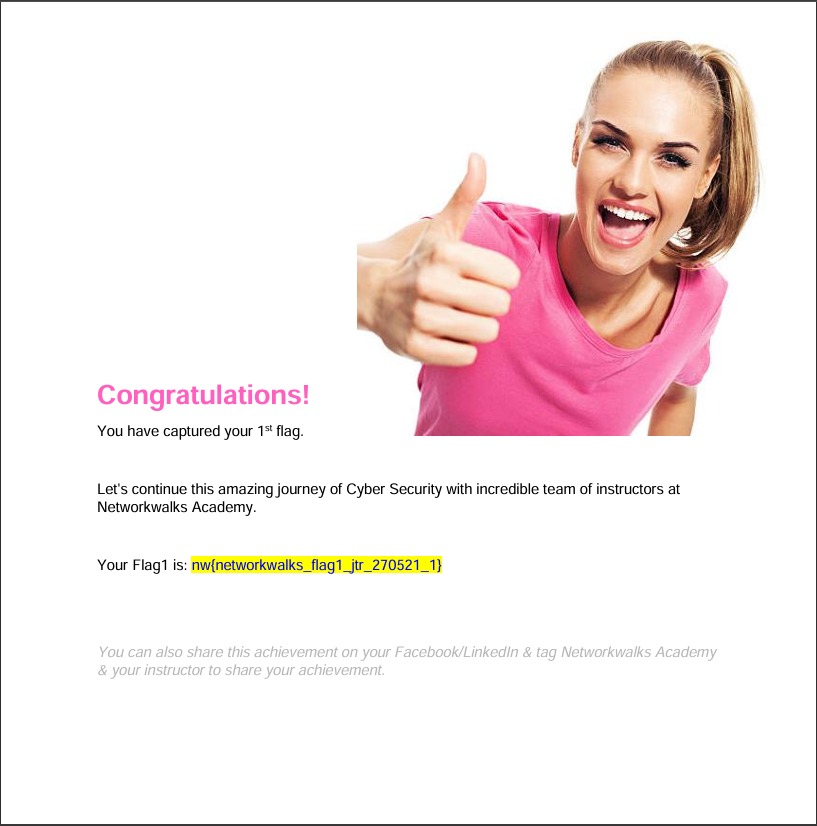 Congratulations!
You have captured your 1st flag.
Let's continue this amazing journey of Cyber Security with incredible team of instructors at
Networkwalks Academy.
Your Flag1 is: nw{networkwalks_flag1_jtr_270521_1}
You can also share this achievement on your Facebook/LinkedIn & tag Networkwalks Academy
& your instructor to share your achievement.